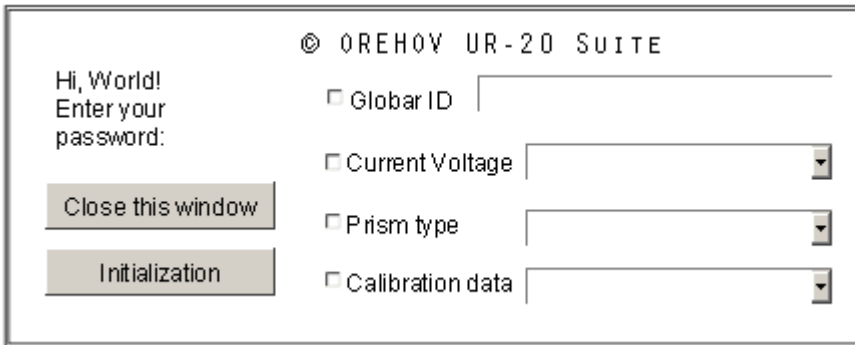 © OREHOV UR-20 SUITE
Hi, World!
Enter your
password:
Close this window
Initialization
Globar ID
Current Voltage
Prism type
Calibration data